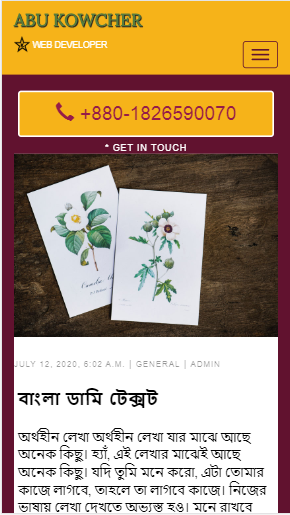 ABU KOWCHER
WEB DEVELOPER
+880-1826590070
* GET IN TOUCH
JULY 12, 2020, 6:02 A.M. | GENERAL | ADMIN
বাংলা ডামি টেক্সট
অর্থহীন লেখা অর্থহীন লেখা যার মাঝে আছে
অনেক কিছু। হ্যাঁ, এই লেখার মাঝেই আছে
অনেক কিছু। যদি তুমি মনে করো, এটা তোমার
কাজে লাগবে, তাহলে তা লাগবে কাজে। নিজের
ভাষায় লেখা দেখতে অভ্যস্ত হও। মনে রাখবে